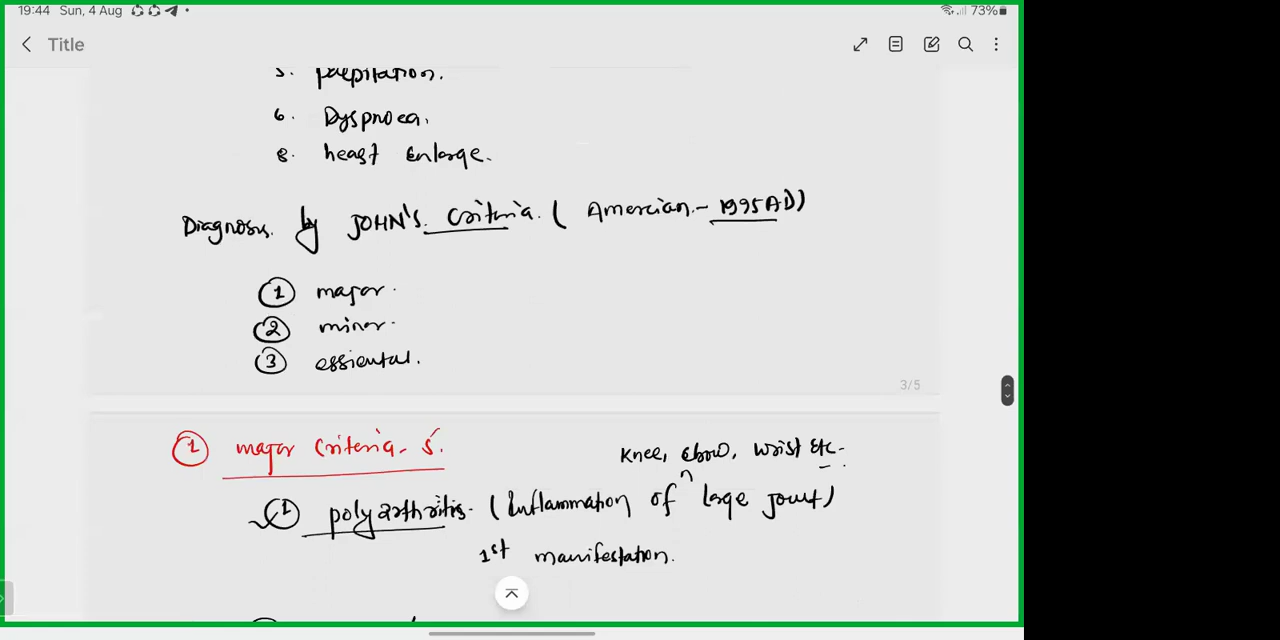 19:44 Sun, 4 Aug
73%
Title
5. palpitation.
6. Dyspnoea.
8. heart Enlarge.
Diagnosis by JOHN'S criteria. (Amercian - 1995AD)
1 major.
2 minor.
3 essiental.
3/5
1 major criteria - 5.
Knee, elbow, wrist etc-
1 polyarthritis. (Inflammation of large joint)
1st manifestation.